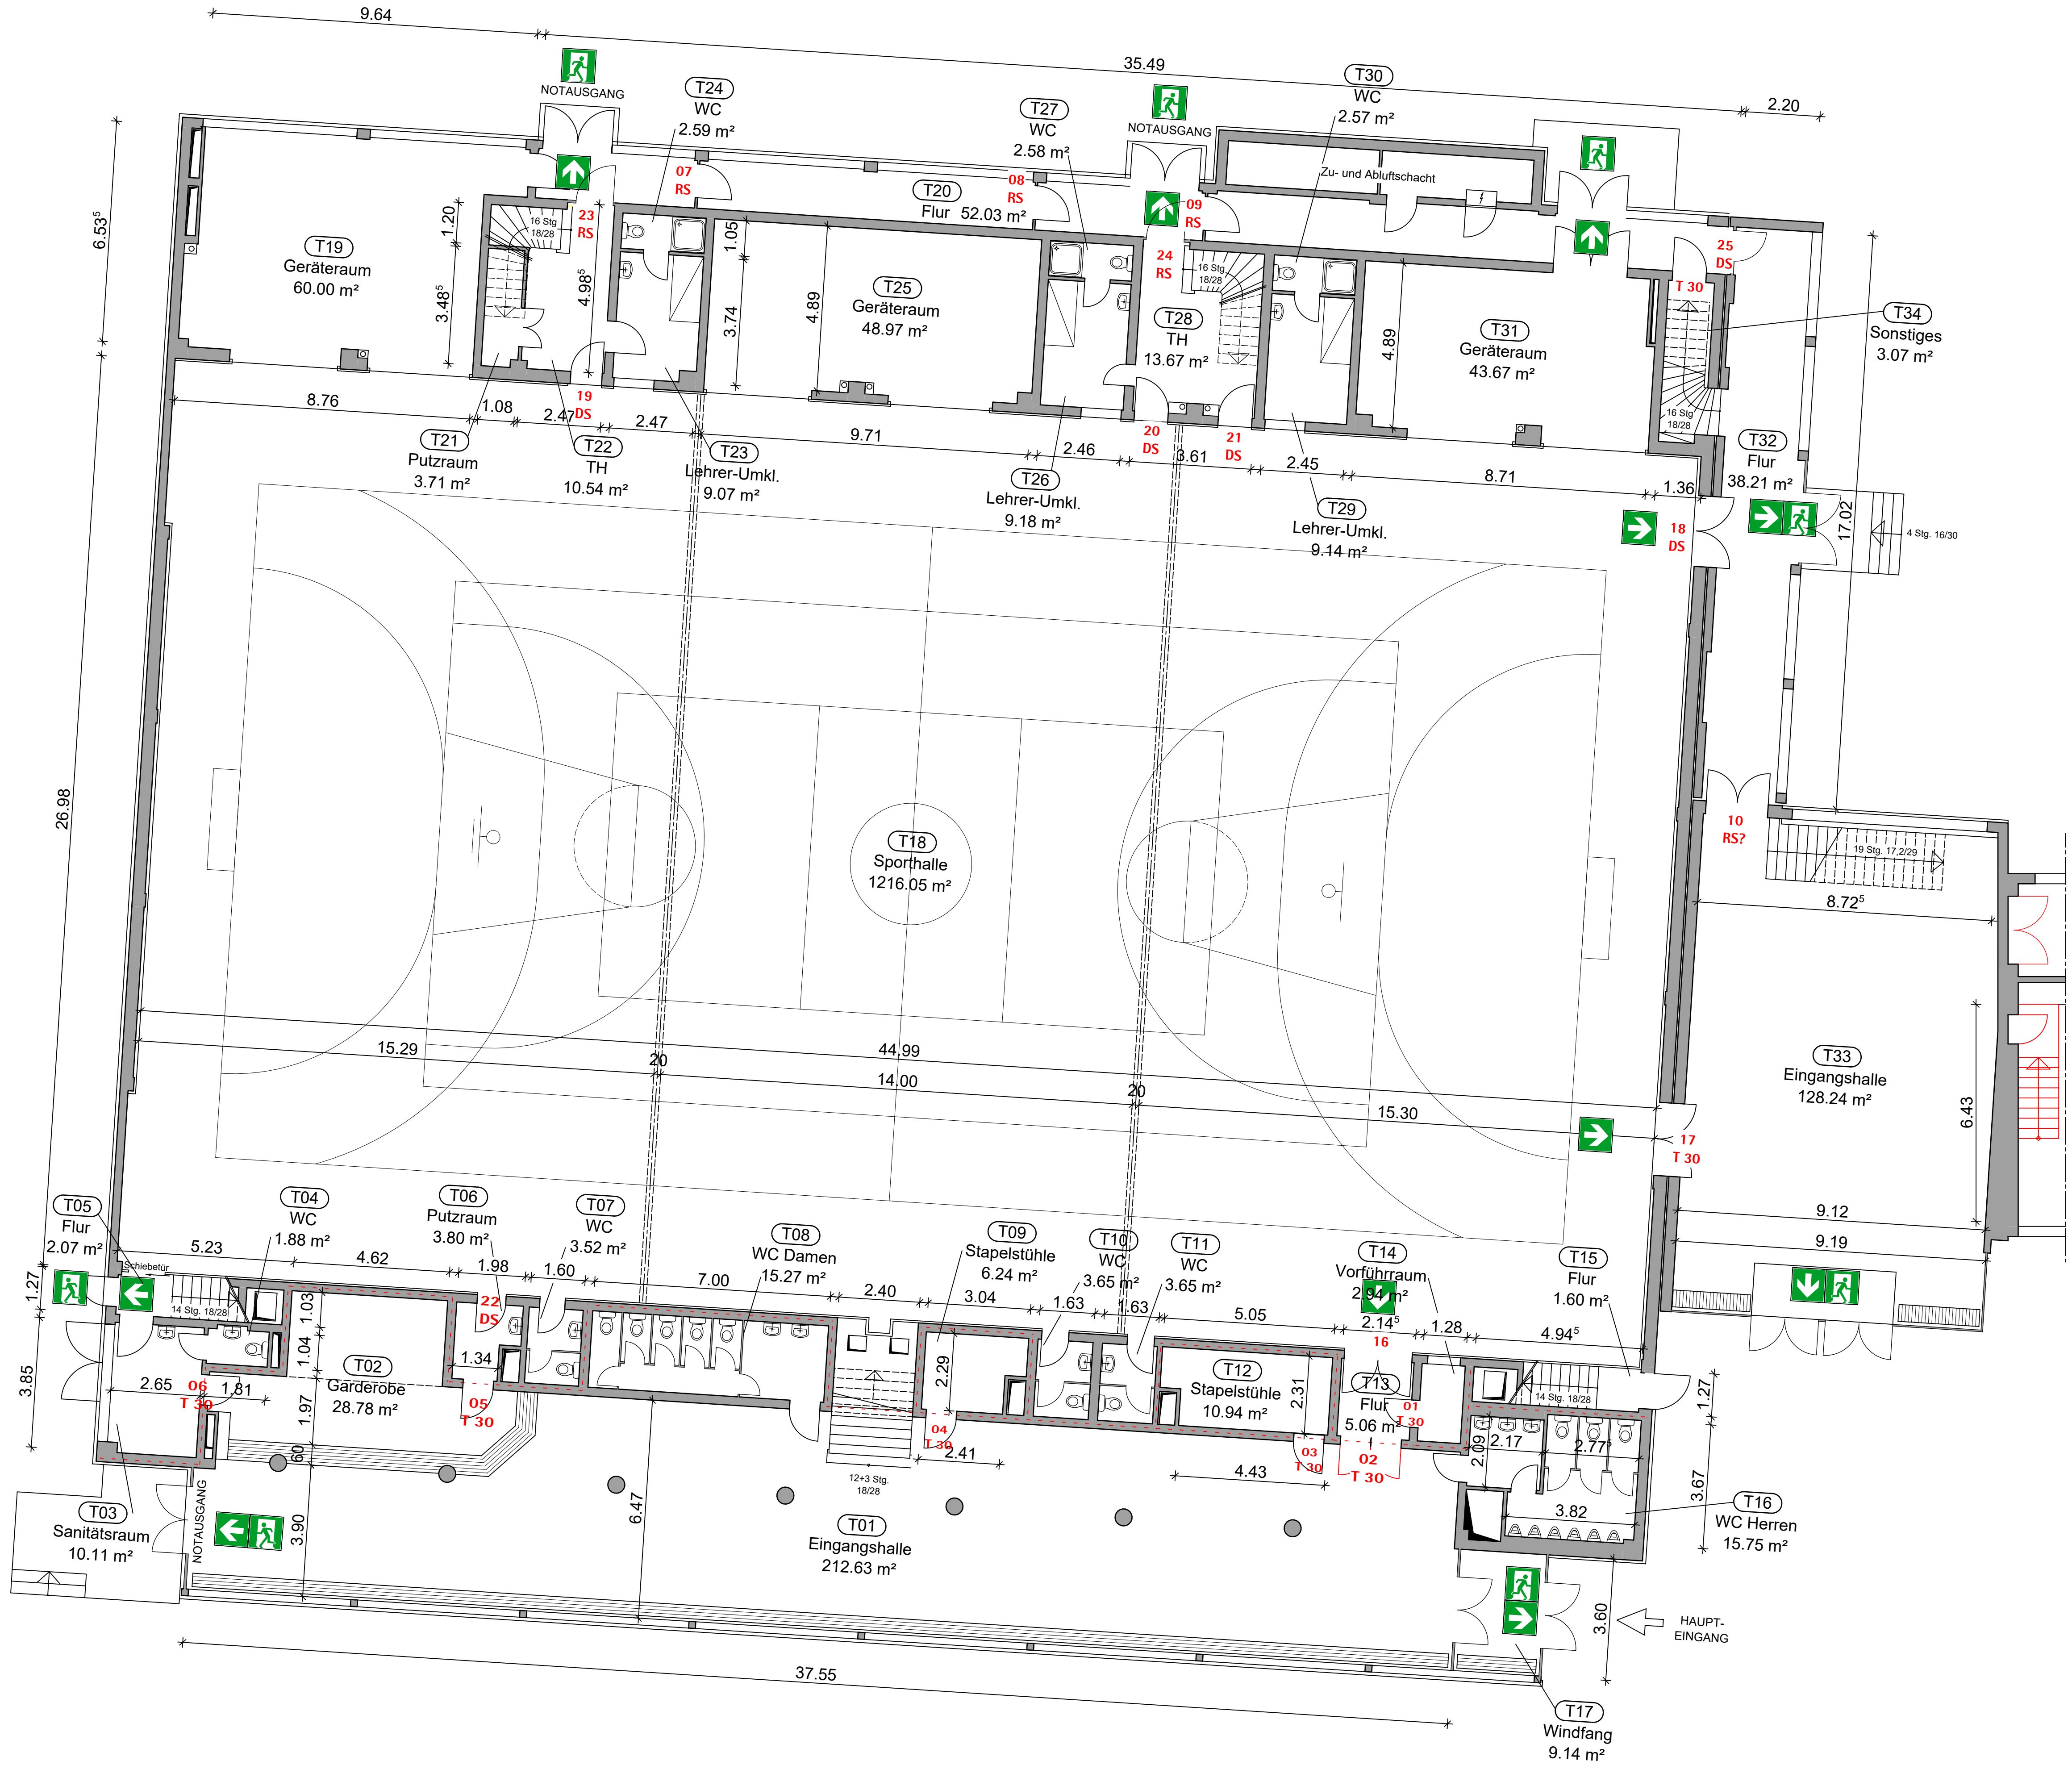 9.64
35.49
2.20
NOTAUSGANG
T24
WC
2.59 m²
T27
WC
2.58 m²
NOTAUSGANG
T30
WC
2.57 m²
Zu- und Abluftschacht
6.53⁵
1.20
3.48⁵
T19
Geräteraum
60.00 m²
16 Stg
18/28
23
RS
4.98⁵
07
RS
1.05
3.74
4.89
T20
Flur 52.03 m²
08
RS
T25
Geräteraum
48.97 m²
09
RS
24
RS
16 Stg
18/28
T28
TH
13.67 m²
4.89
T31
Geräteraum
43.67 m²
25
DS
T 30
16 Stg
18/28
T34
Sonstiges
3.07 m²
T32
Flur
38.21 m²
17.02
4 Stg. 16/30
8.76
1.08
2.47
19
DS
2.47
9.71
2.46
20
DS
3.61
21
DS
2.45
8.71
1.36
T21
Putzraum
3.71 m²
T22
TH
10.54 m²
T23
Lehrer-Umkl.
9.07 m²
T26
Lehrer-Umkl.
9.18 m²
T29
Lehrer-Umkl.
9.14 m²
18
DS
26.98
T18
Sporthalle
1216.05 m²
10
RS?
19 Stg. 17,2/29
8.72⁵
T33
Eingangshalle
128.24 m²
6.43
44.99
15.29
20
14.00
20
15.30
17
T 30
9.12
9.19
T05
Flur
2.07 m²
T04
WC
1.88 m²
T06
Putzraum
3.80 m²
T07
WC
3.52 m²
T08
WC Damen
15.27 m²
T09
Stapelstühle
6.24 m²
T10
WC
3.65 m²
T11
WC
3.65 m²
T14
Vorführraum
2.94 m²
T15
Flur
1.60 m²
5.23
4.62
1.98
1.60
7.00
2.40
3.04
1.63
1.63
5.05
2.14⁵
1.28
4.94⁵
Schiebetür
14 Stg. 18/28
1.27
3.85
1.03
1.04
1.97
60
3.90
22
DS
1.34
T02
Garderobe
28.78 m²
2.65
1.81
06
T 30
05
T 30
2.29
04
T 30
2.41
T12
Stapelstühle
10.94 m²
2.31
16
T13
Flur
5.06 m²
01
T 30
03
T 30
02
T 30
4.43
14 Stg. 18/28
2.09
2.17
2.77⁵
3.82
1.27
3.67
T16
WC Herren
15.75 m²
12+3 Stg.
18/28
6.47
T03
Sanitätsraum
10.11 m²
NOTAUSGANG
T01
Eingangshalle
212.63 m²
3.60
HAUPT-
EINGANG
37.55
T17
Windfang
9.14 m²